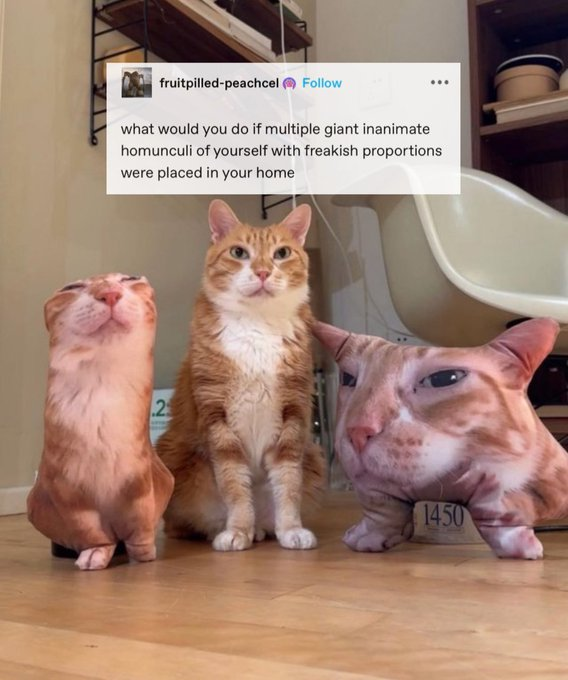 fruitpilled-peachcel Follow
what would you do if multiple giant inanimate
homunculi of yourself with freakish proportions
were placed in your home
.2
1450